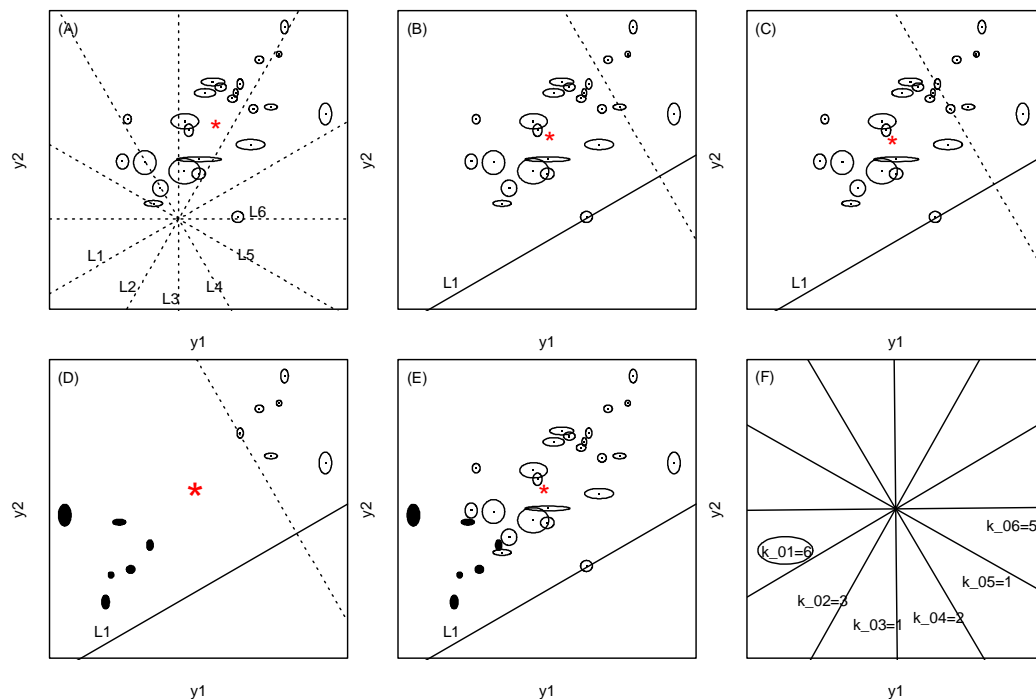 (A)
L1
L2
L3
L4
L5
L6
y1
y2
(B)
L1
y1
y2
(C)
L1
y1
y2
(D)
L1
y1
y2
(E)
L1
y1
y2
(F)
k_01=6
k_02=3
k_03=1
k_04=2
k_05=1
k_06=5
y1
y2